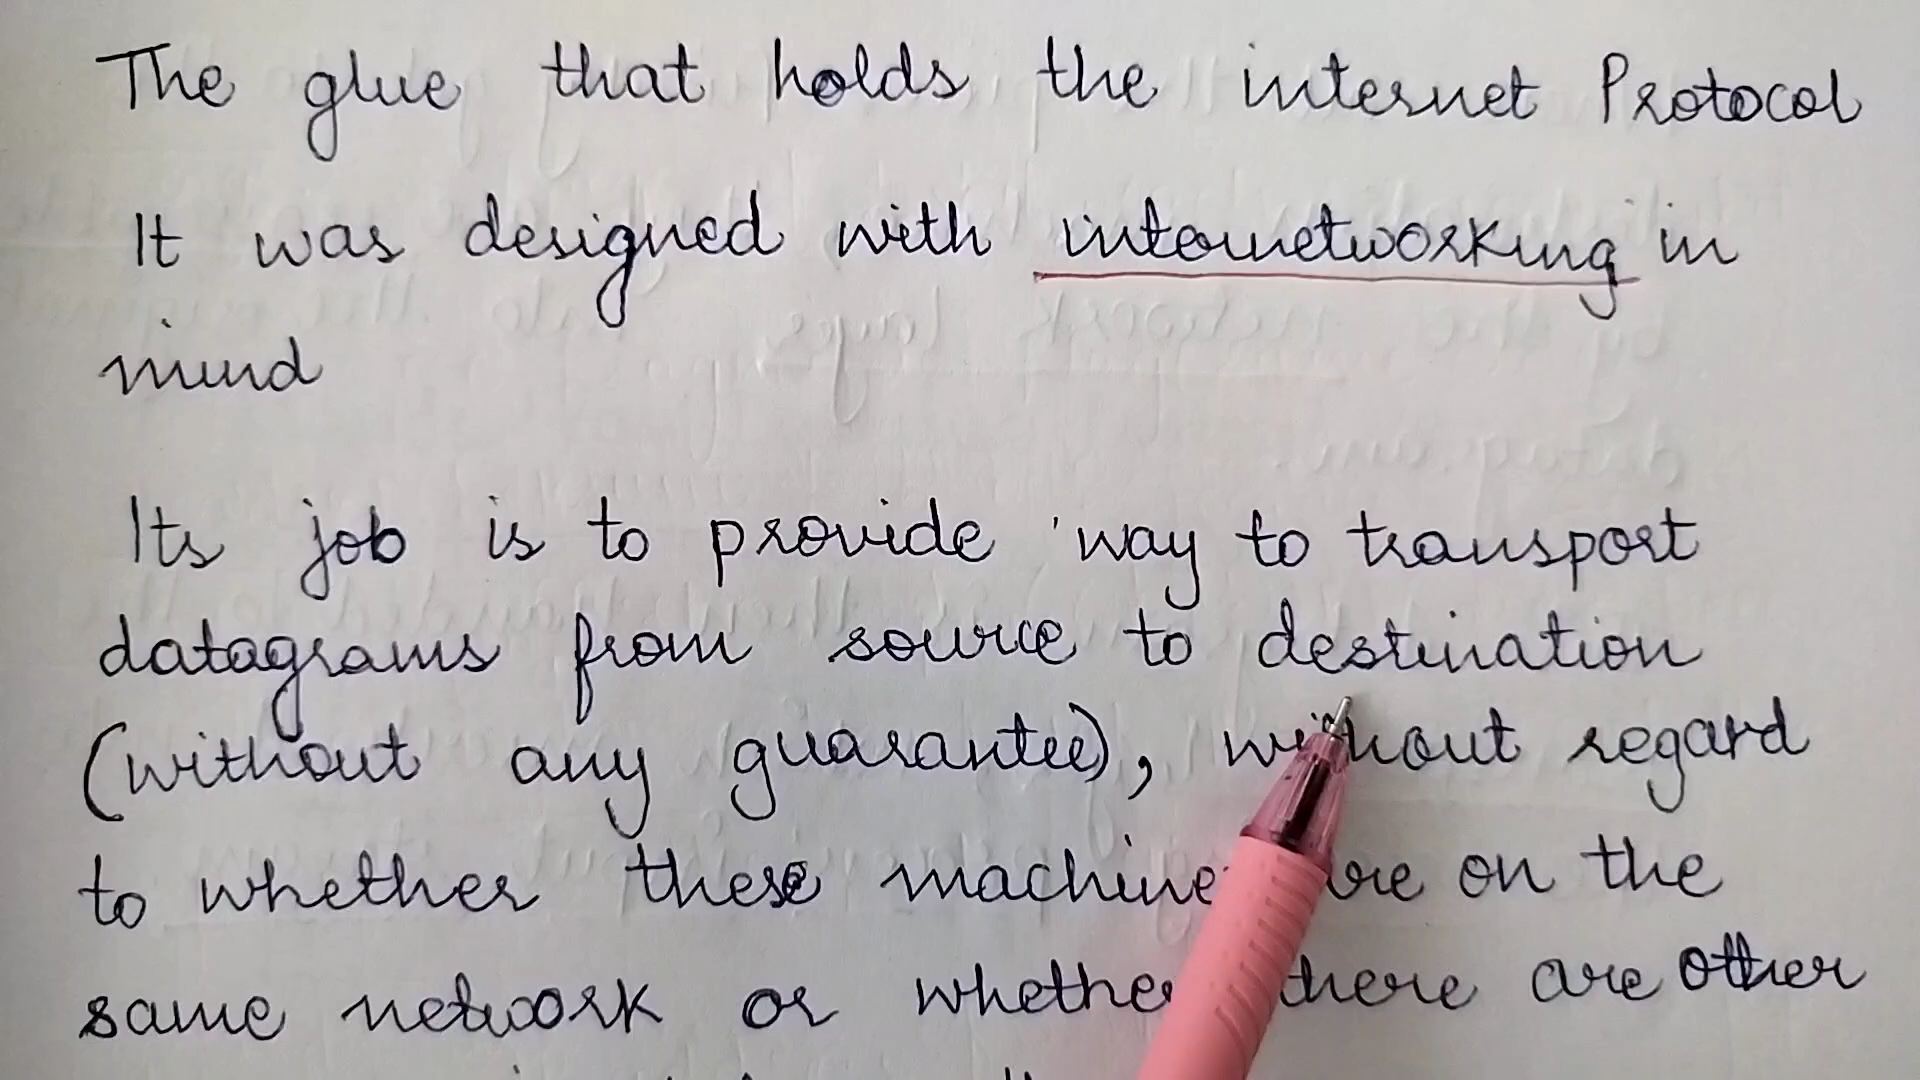 The glue that holds the internet Protocol
It was designed with internetworking in
mind
Its job is to provide way to transport
datagrams from source to destination
(without any guarantee), without regard
to whether these machines are on the
same network or whether there are other